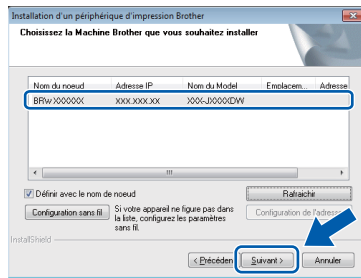 Installation d'un périphérique d'impression Brother
Choisissez la Machine Brother que vous souhaitez installer
Nom du noeud Adresse IP Nom du Model Emplacem... Adresse
BRWXXXXXX XXX.XXX.XX XXX-JXXXXDW
Définir avec le nom de noeud
Rafraichir
Configuration sans fil
Si votre appareil ne figure pas dans
la liste, configurez les paramètres
sans fil.
Configuration de l'adresse
InstallShield
< Précéden
Suivant >
Annuler